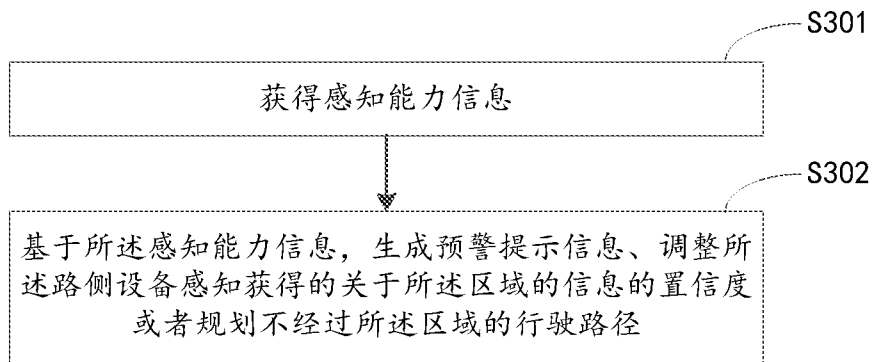 S301
获得感知能力信息
S302
基于所述感知能力信息，生成预警提示信息、调整所
述路侧设备感知获得的关于所述区域的信息的置信度
或者规划不经过所述区域的行驶路径